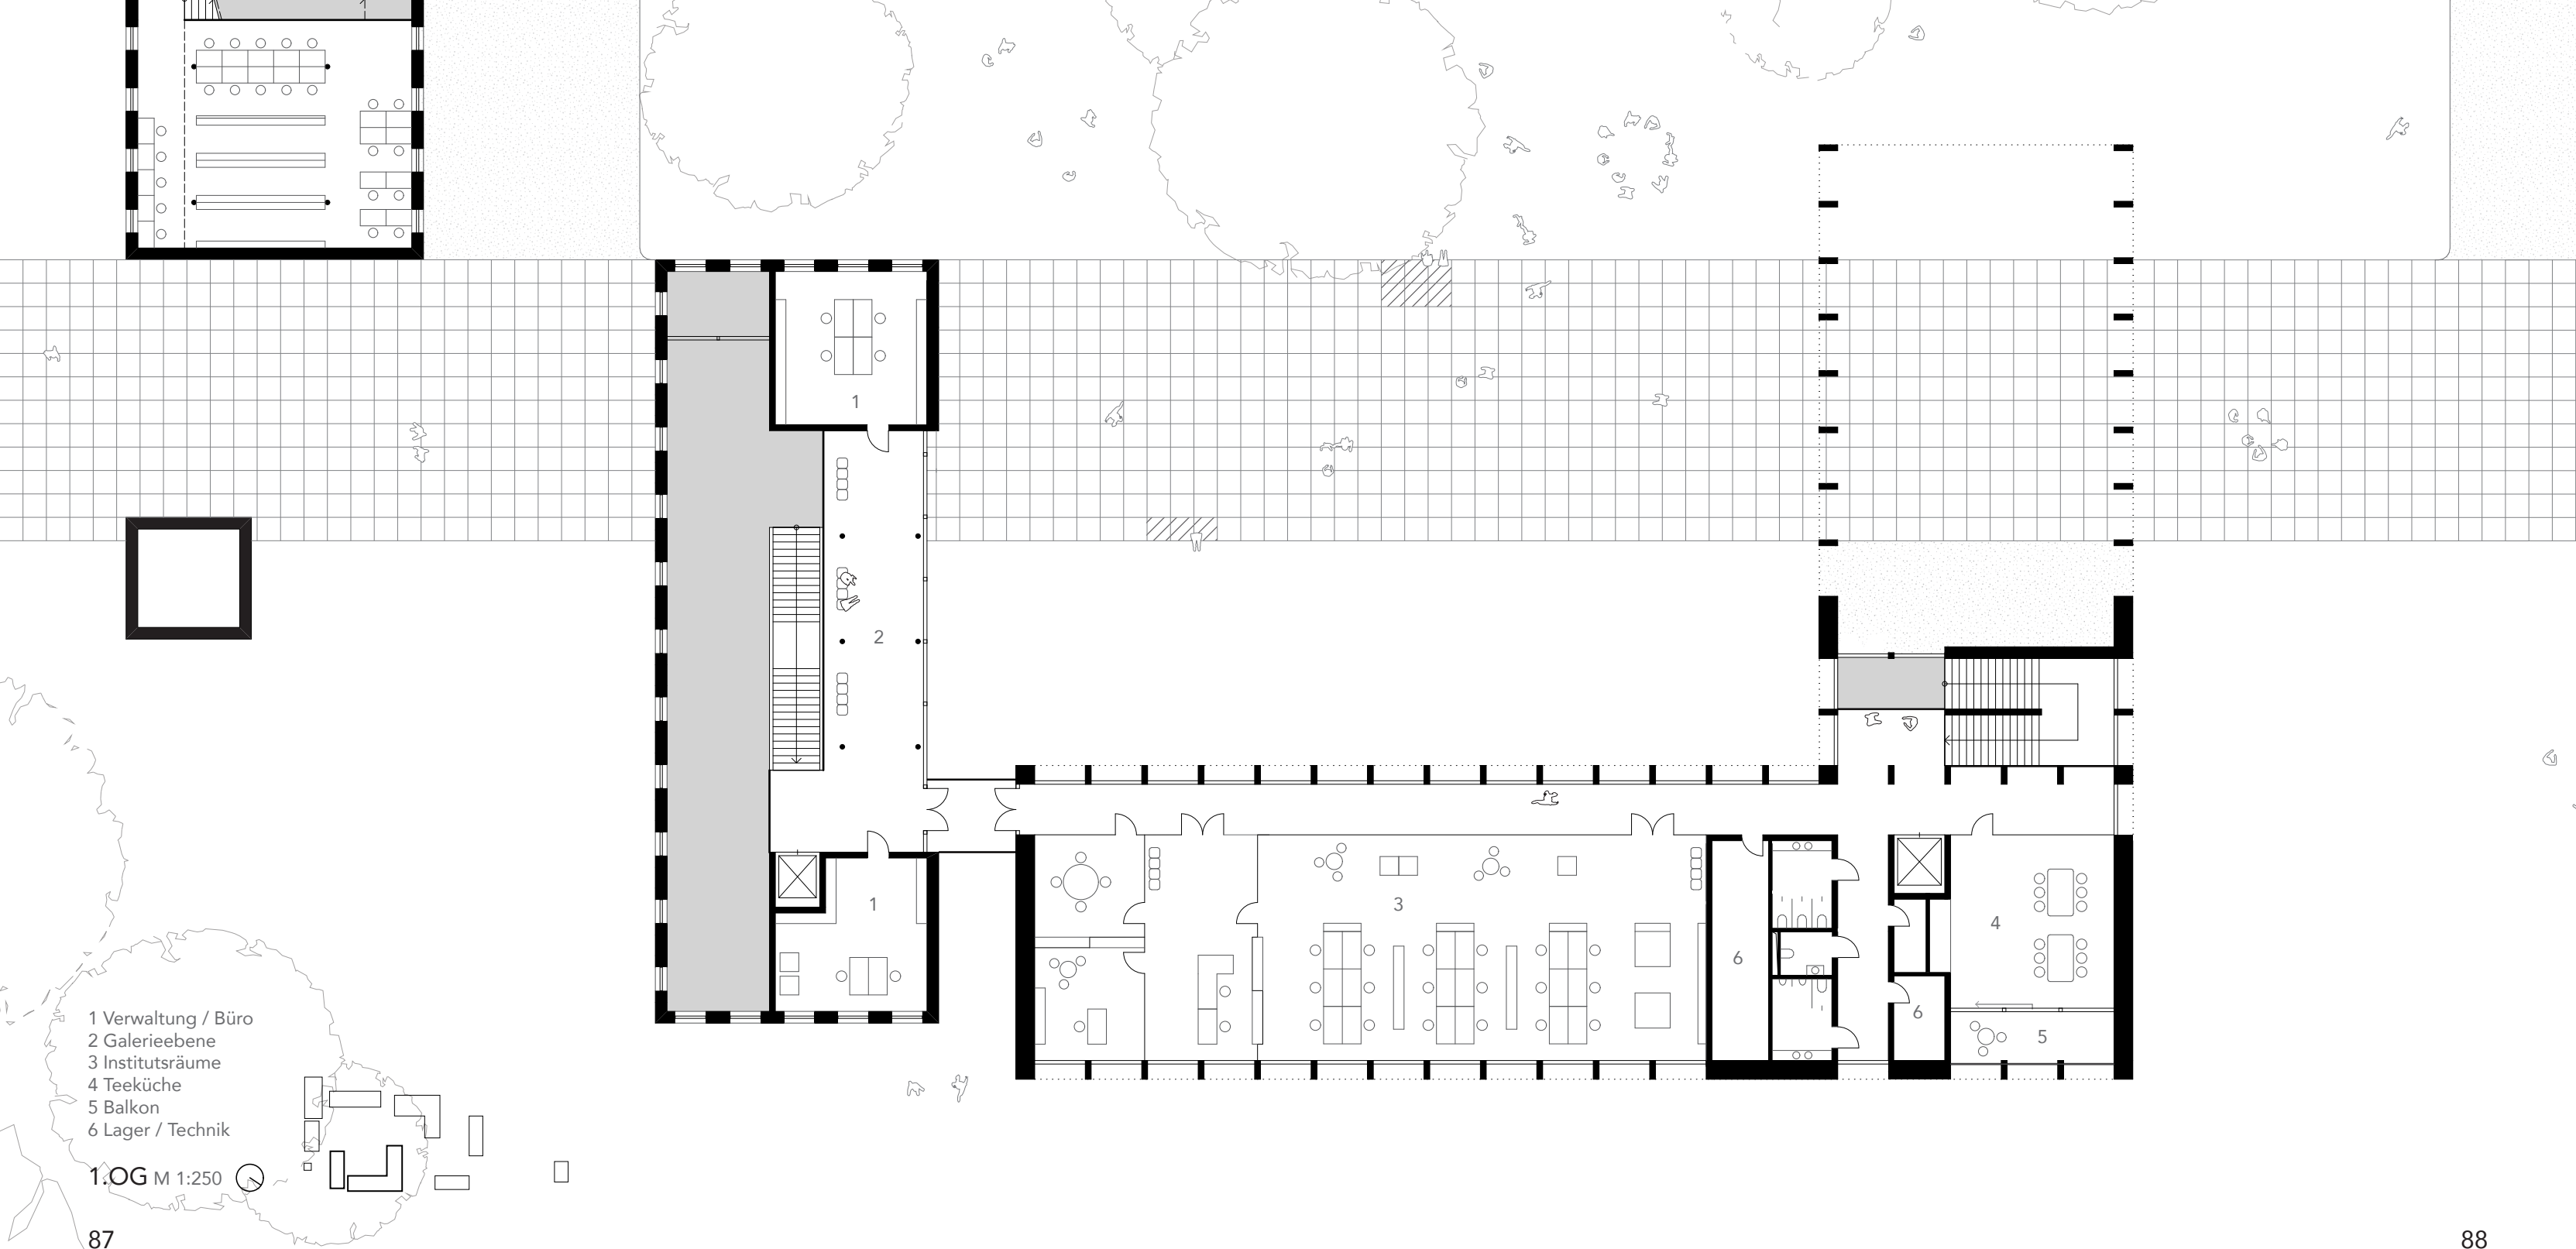 1
2
1
3
6
4
6
5
1 Verwaltung / Büro
2 Galerieebene
3 Institutsräume
4 Teeküche
5 Balkon
6 Lager / Technik
1.OG M 1:250
87
88